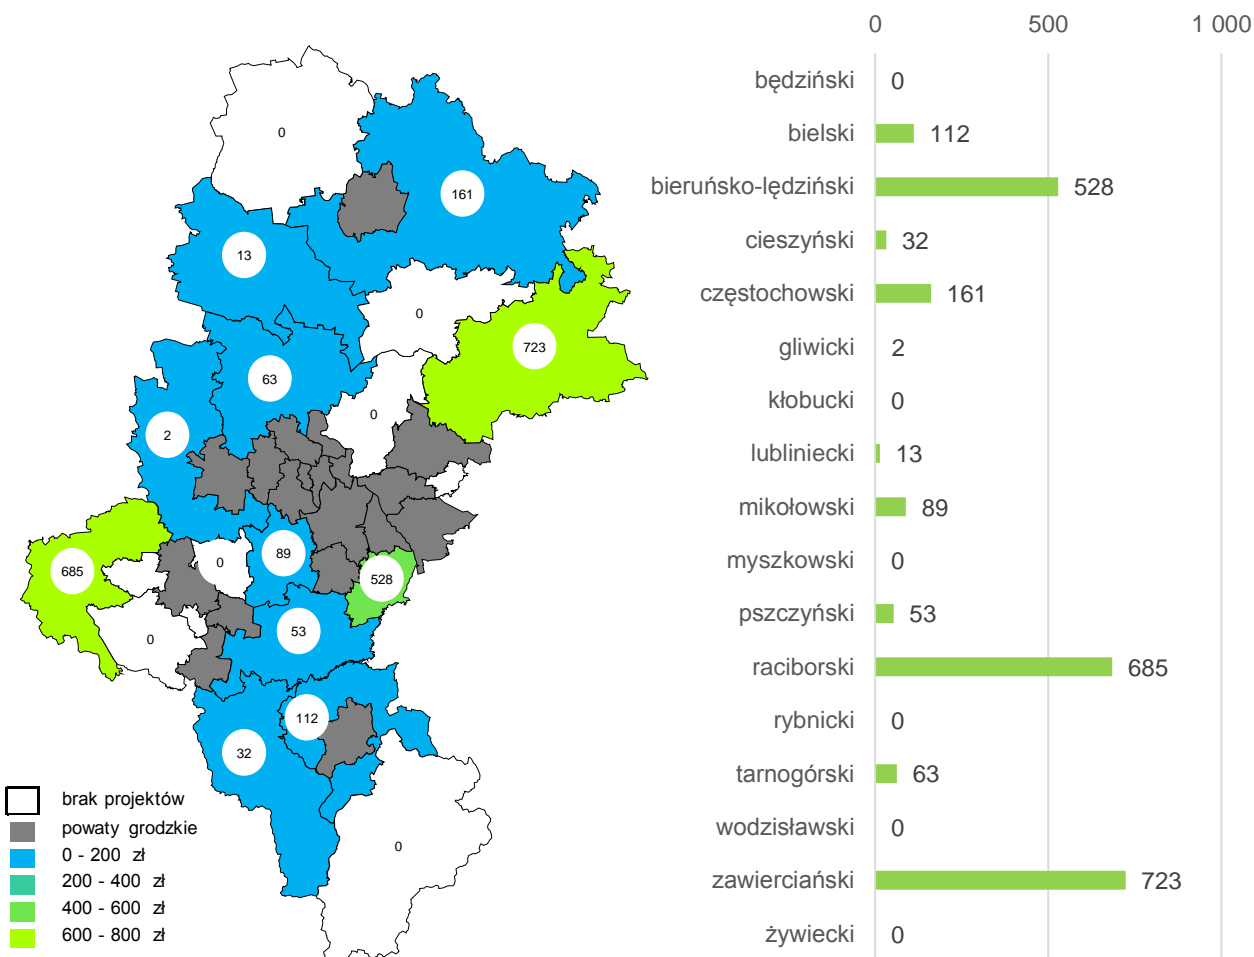 0
161
13
0
723
63
0
2
0
89
685
528
0
53
112
32
0
brak projektów
powaty grodzkie
0 - 200 zł
200 - 400 zł
400 - 600 zł
600 - 800 zł
0 500 1 000
będziński 0
bielski 112
bieruńsko-lędziński 528
cieszyński 32
częstochowski 161
gliwicki 2
kłobucki 0
lubliniecki 13
mikołowski 89
myszkowski 0
pszczyński 53
raciborski 685
rybnicki 0
tarnogórski 63
wodzisławski 0
zawierciański 723
żywiecki 0